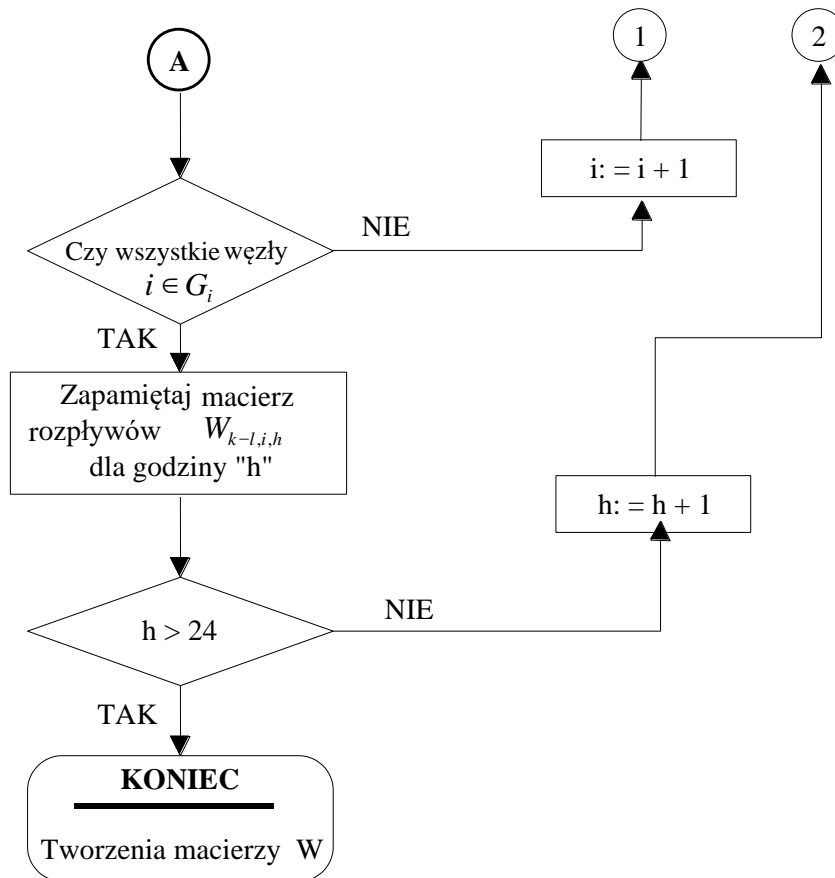 A
1
2
i: = i + 1
Czy wszystkie węzły
i ∈ G_i
NIE
TAK
Zapamiętaj macierz
rozpływów W_{k-l,i,h}
dla godziny "h"
h: = h + 1
h > 24
NIE
TAK
KONIEC
Tworzenia macierzy W